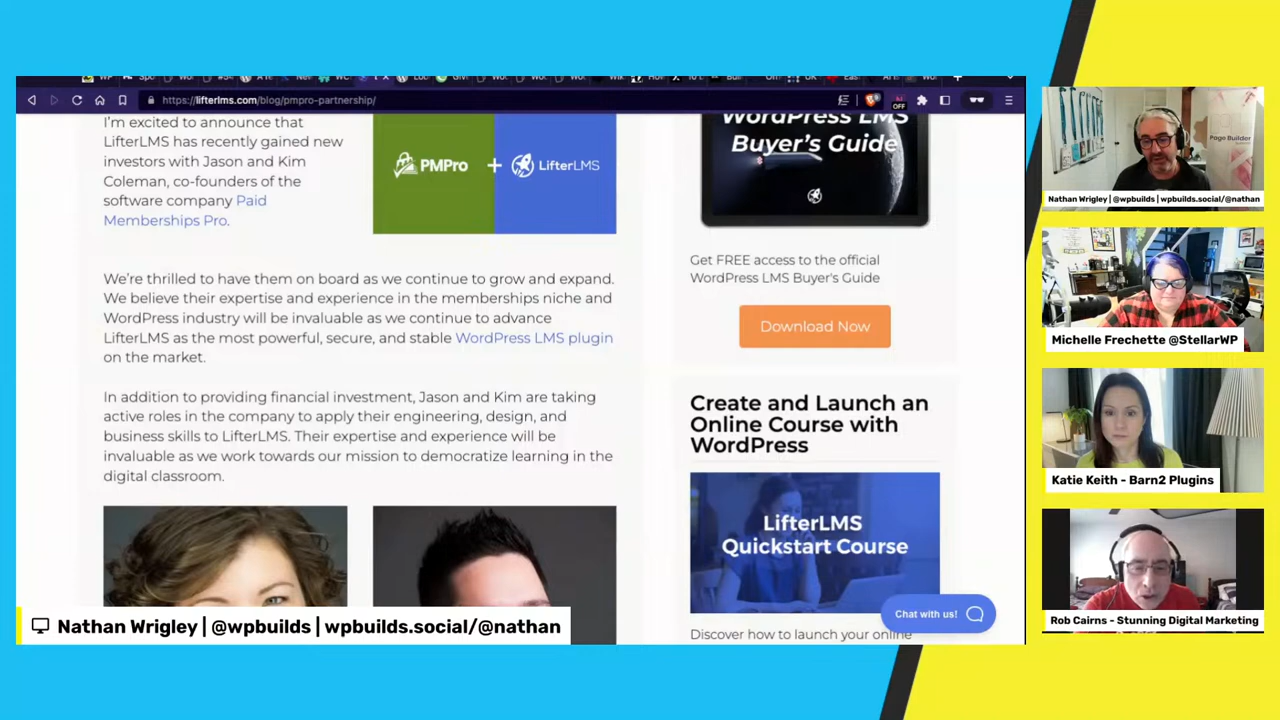 https://lifterlms.com/blog/pmpro-partnership/
OFF
I'm excited to announce that
LifterLMS has recently gained new
investors with Jason and Kim
Coleman, co-founders of the
software company Paid
Memberships Pro.
PMPro + LifterLMS
We're thrilled to have them on board as we continue to grow and expand.
We believe their expertise and experience in the memberships niche and
WordPress industry will be invaluable as we continue to advance
LifterLMS as the most powerful, secure, and stable WordPress LMS plugin
on the market.
In addition to providing financial investment, Jason and Kim are taking
active roles in the company to apply their engineering, design, and
business skills to LifterLMS. Their expertise and experience will be
invaluable as we work towards our mission to democratize learning in the
digital classroom.
WordPress LMS
Buyer's Guide
Get FREE access to the official
WordPress LMS Buyer's Guide
Download Now
Create and Launch an
Online Course with
WordPress
LifterLMS
Quickstart Course
Chat with us!
Discover how to launch your online
Nathan Wrigley | @wpbuilds | wpbuilds.social/@nathan
Page Builder
Nathan Wrigley | @wpbuilds | wpbuilds.social/@nathan
Michelle Frechette @StellarWP
Katie Keith - Barn2 Plugins
Rob Cairns - Stunning Digital Marketing